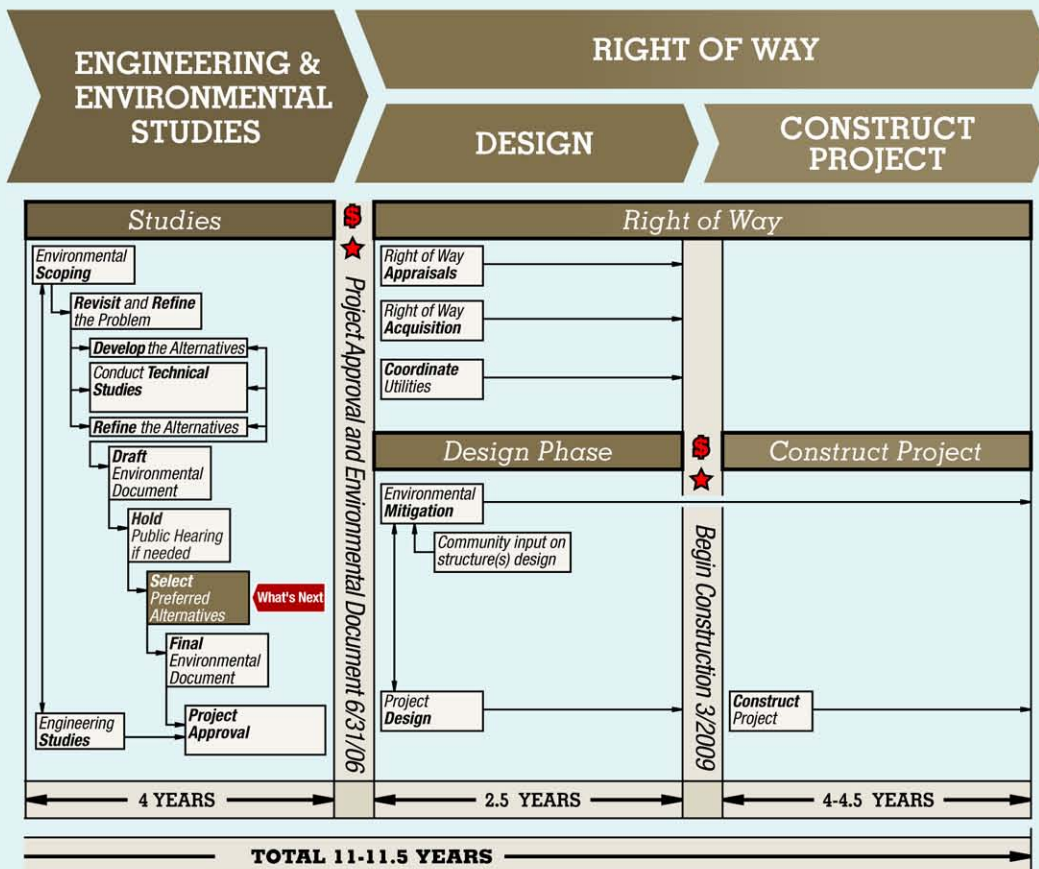 ENGINEERING &
ENVIRONMENTAL
STUDIES
RIGHT OF WAY
DESIGN
CONSTRUCT
PROJECT
Studies
Environmental
Scoping
Revisit and Refine
the Problem
Develop the Alternatives
Conduct Technical
Studies
Refine the Alternatives
Draft
Environmental
Document
Hold
Public Hearing
if needed
Select
Preferred
Alternatives
What's Next
Final
Environmental
Document
Engineering
Studies
Project
Approval
$
Project Approval and Environmental Document 6/31/06
Right of Way
Right of Way
Appraisals
Right of Way
Acquisition
Coordinate
Utilities
Design Phase
Environmental
Mitigation
Community input on
structure(s) design
Project
Design
$
Begin Construction 3/2009
Construct Project
Construct
Project
4 YEARS
2.5 YEARS
4-4.5 YEARS
TOTAL 11-11.5 YEARS